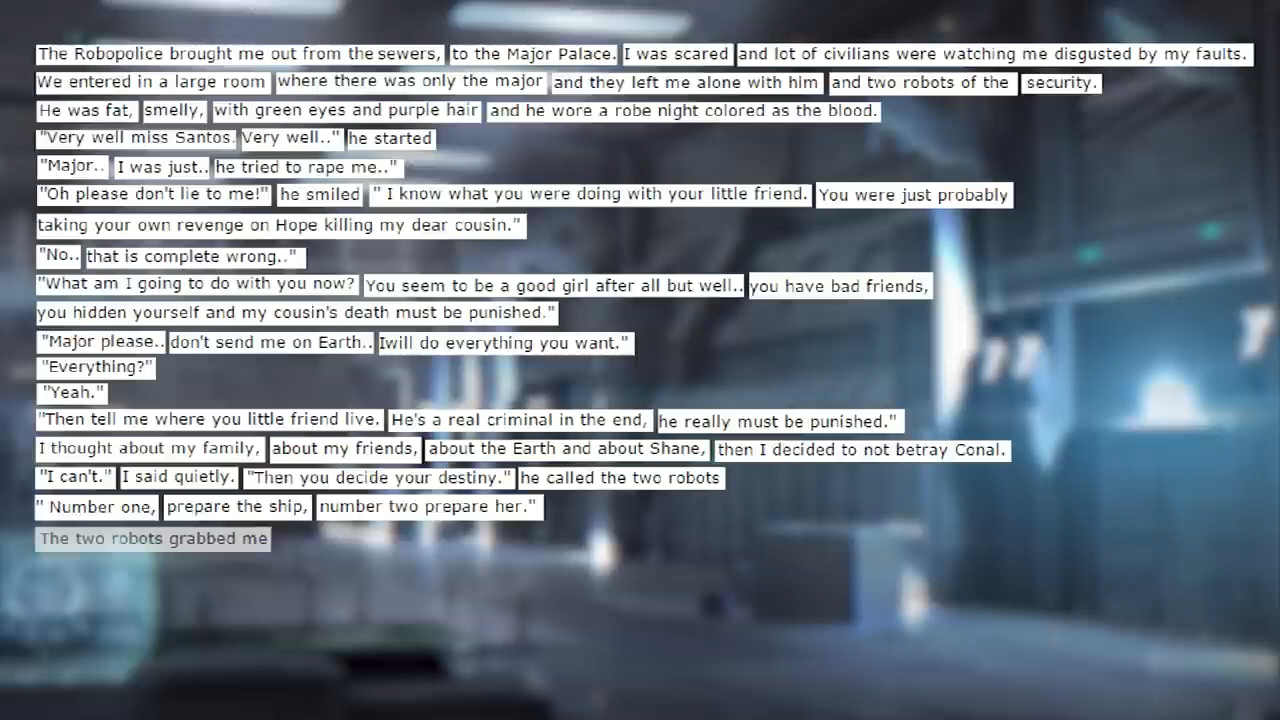 The Robopolice brought me out from the sewers, to the Major Palace. I was scared and lot of civilians were watching me disgusted by my faults.
We entered in a large room where there was only the major and they left me alone with him and two robots of the security.
He was fat, smelly, with green eyes and purple hair and he wore a robe night colored as the blood.
"Very well miss Santos. Very well.." he started
"Major.. I was just.. he tried to rape me.."
"Oh please don't lie to me!" he smiled " I know what you were doing with your little friend. You were just probably
taking your own revenge on Hope killing my dear cousin."
"No.. that is complete wrong.."
"What am I going to do with you now? You seem to be a good girl after all but well.. you have bad friends,
you hidden yourself and my cousin's death must be punished."
"Major please.. don't send me on Earth.. Iwill do everything you want."
"Everything?"
"Yeah."
"Then tell me where you little friend live. He's a real criminal in the end, he really must be punished."
I thought about my family, about my friends, about the Earth and about Shane, then I decided to not betray Conal.
"I can't." I said quietly. "Then you decide your destiny." he called the two robots
" Number one, prepare the ship, number two prepare her."
The two robots grabbed me